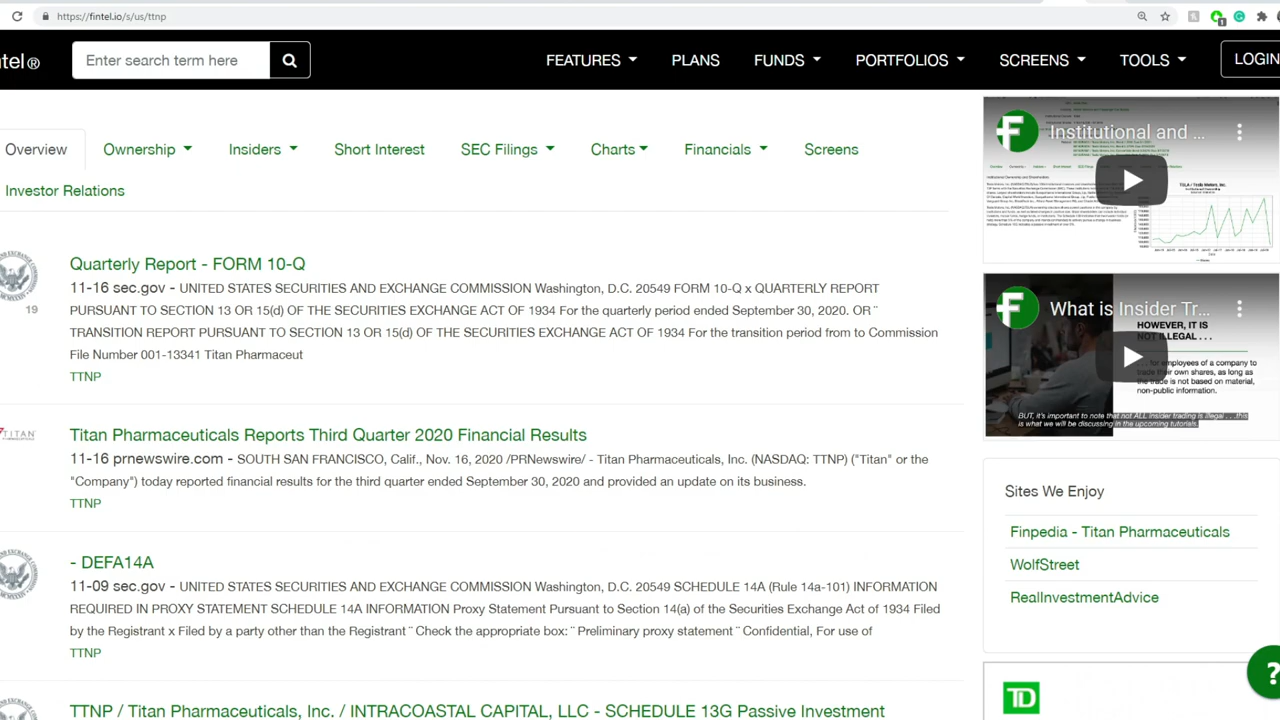 https://fintel.io/s/us/ttnp
1
ntel®
Enter search term here
FEATURES
PLANS
FUNDS
PORTFOLIOS
SCREENS
TOOLS
LOGIN
Overview
Ownership
Insiders
Short Interest
SEC Filings
Charts
Financials
Screens
Investor Relations
Quarterly Report - FORM 10-Q
11-16 sec.gov - UNITED STATES SECURITIES AND EXCHANGE COMMISSION Washington, D.C. 20549 FORM 10-Q x QUARTERLY REPORT
PURSUANT TO SECTION 13 OR 15(d) OF THE SECURITIES EXCHANGE ACT OF 1934 For the quarterly period ended September 30, 2020. OR ¨
TRANSITION REPORT PURSUANT TO SECTION 13 OR 15(d) OF THE SECURITIES EXCHANGE ACT OF 1934 For the transition period from to Commission
File Number 001-13341 Titan Pharmaceut
TTNP
19
TITAN
Titan Pharmaceuticals Reports Third Quarter 2020 Financial Results
11-16 prnewswire.com - SOUTH SAN FRANCISCO, Calif., Nov. 16, 2020 /PRNewswire/ - Titan Pharmaceuticals, Inc. (NASDAQ: TTNP) ("Titan" or the
"Company") today reported financial results for the third quarter ended September 30, 2020 and provided an update on its business.
TTNP
- DEFA14A
11-09 sec.gov - UNITED STATES SECURITIES AND EXCHANGE COMMISSION Washington, D.C. 20549 SCHEDULE 14A (Rule 14a-101) INFORMATION
REQUIRED IN PROXY STATEMENT SCHEDULE 14A INFORMATION Proxy Statement Pursuant to Section 14(a) of the Securities Exchange Act of 1934 Filed
by the Registrant x Filed by a party other than the Registrant ¨ Check the appropriate box: ¨ Preliminary proxy statement ¨ Confidential, For use of
TTNP
TTNP / Titan Pharmaceuticals, Inc. / INTRACOASTAL CAPITAL, LLC - SCHEDULE 13G Passive Investment
Institutional and ...
TSLA / Tesla Motors, Inc.
What is Insider Tr...
HOWEVER, IT IS
NOT ILLEGAL . . .
. . . for employees of a company to
trade their own shares, as long as
the trade is not based on material,
non-public information.
BUT, it's important to note that not ALL insider trading is illegal . . .this
is what we will be discussing in the upcoming tutorials.
Sites We Enjoy
Finpedia - Titan Pharmaceuticals
WolfStreet
RealInvestmentAdvice
TD
?